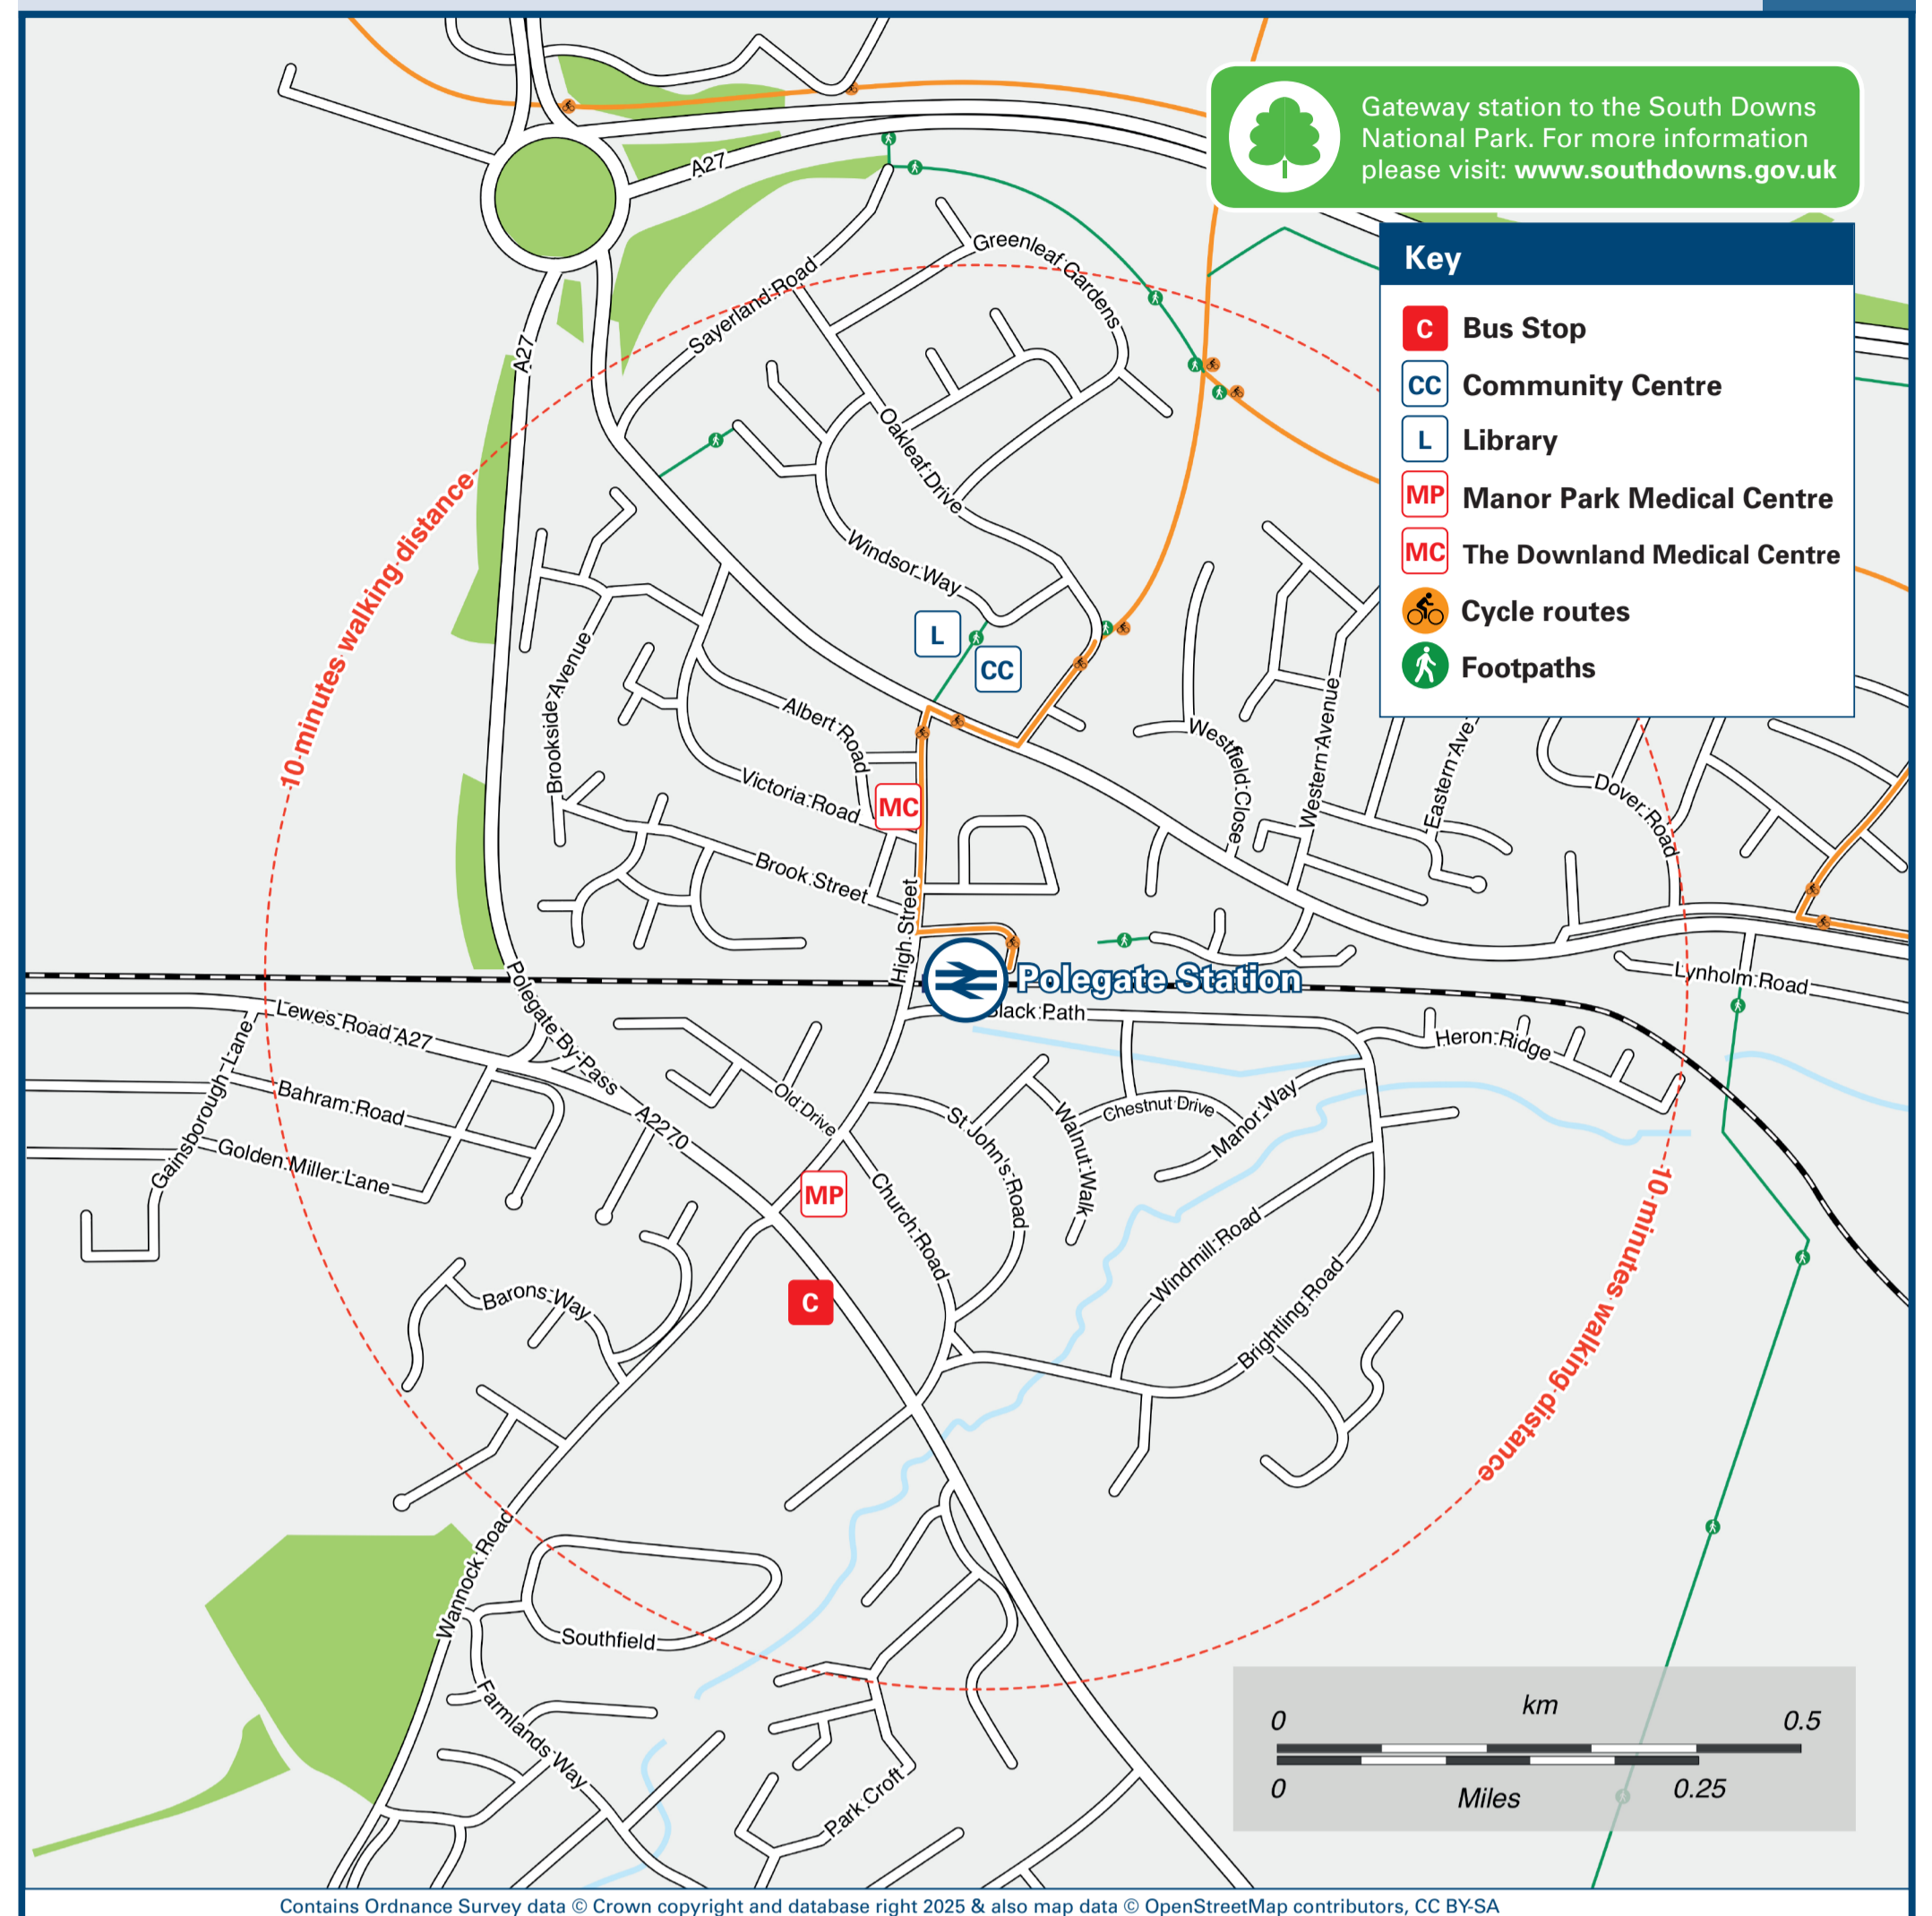 Gateway station to the South Downs
National Park. For more information
please visit: www.southdowns.gov.uk
Key
C Bus Stop
CC Community Centre
L Library
MP Manor Park Medical Centre
MC The Downland Medical Centre
Cycle routes
Footpaths
A27
A27
Sayerland Road
Greenleaf Gardens
Oakleaf Drive
Windsor Way
10 minutes walking distance
L
CC
Brookside Avenue
Albert Road
Victoria Road
MC
Brook Street
High Street
Westfield Close
Western Avenue
Eastern Ave
Dover Road
Lynholm Road
Polegate Station
Black Path
Polegate By-Pass
A2270
Lewes Road A27
Gainsborough Lane
Bahram Road
Golden Miller Lane
Old Drive
MP
St John's Road
Church Road
Walnut Walk
Chestnut Drive
Manor Way
Heron Ridge
Windmill Road
Brightling Road
10 minutes walking distance
C
Barons Way
Wannock Road
Southfield
Farmlands Way
Park Croft
km
0 0.5
0 0.25
Miles
Contains Ordnance Survey data © Crown copyright and database right 2025 & also map data © OpenStreetMap contributors, CC BY-SA